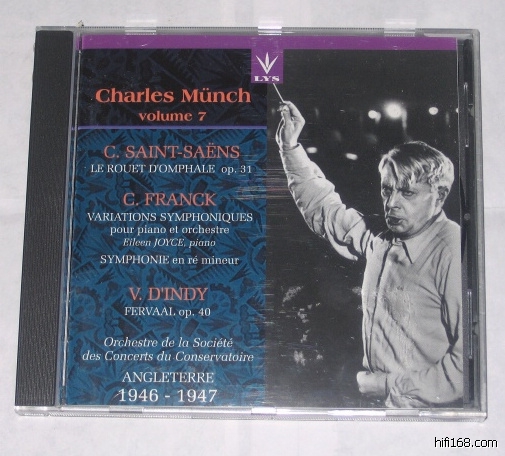 LYS
Charles Münch
volume 7
C. SAINT-SAËNS
LE ROUET D'OMPHALE op. 31
C. FRANCK
VARIATIONS SYMPHONIQUES
pour piano et orchestre
Eileen JOYCE, piano
SYMPHONIE en ré mineur
V. D'INDY
FERVAAL op. 40
Orchestre de la Société
des Concerts du Conservatoire
ANGLETERRE
1946 - 1947
hifi168.com